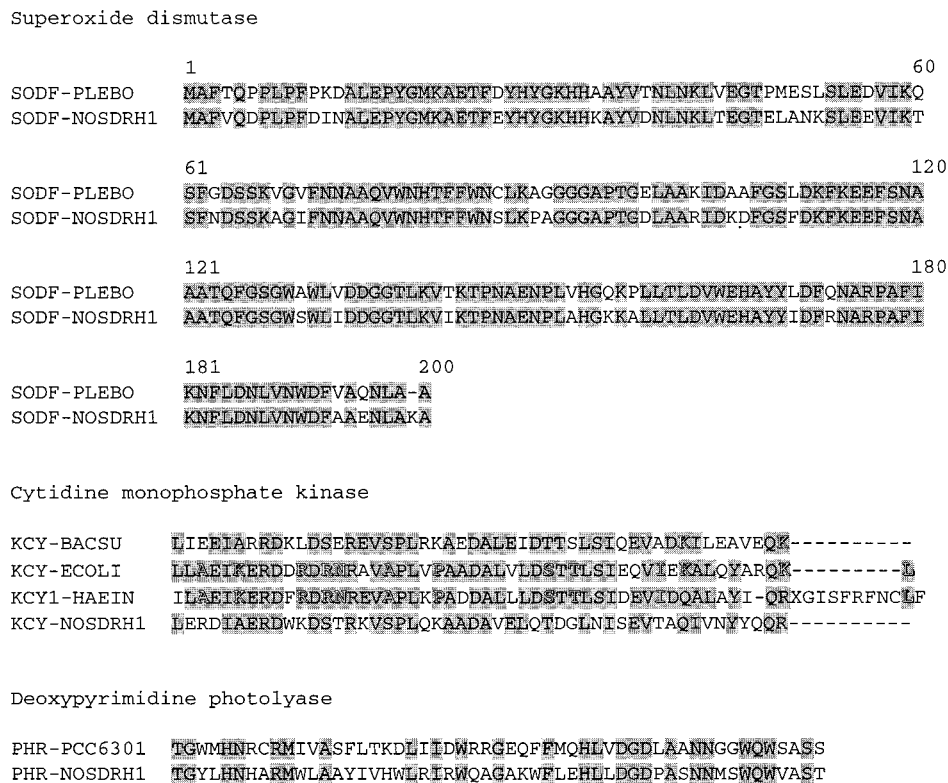 Superoxide dismutase
1 60
SODF-PLEBO MAFTQPPLPFPKDALEPYGMKAETFDYHYGKHHAAYVTNLNKLVEGTPMESLSLEDVIKQ
SODF-NOSDRH1 MAFVQDPLPFDINALEPYGMKAETFEYHYGKHHKAYVDNLNKLTEGTELANKSLEEVIKT
61 120
SODF-PLEBO SFGDSSKVGVFNNAAQVWNHTFFWNCLKAGGGGAPTGELAAKIDAAFGSLDKFKEEFSNA
SODF-NOSDRH1 SFNDSSKAGIFNNAAQVWNHTFFWNSLKPAGGGAPTGDLAARIDKDFGSFDKFKEEFSNA
121 180
SODF-PLEBO AATQFGSGWAWLVDDGGTLKVTKTPNAENPLVHGQKPLLTLDVWEHAYYLDFQNARPAFI
SODF-NOSDRH1 AATQFGSGWSWLIDDGGTLKVIKTPNAENPLAHGKKALLTLDVWEHAYYIDFRNARPAFI
181 200
SODF-PLEBO KNFLDNLVNWDFVAQNLA-A
SODF-NOSDRH1 KNFLDNLVNWDFAAENLAKA
Cytidine monophosphate kinase
KCY-BACSU LIEEIARRDKLDSEREVSPLRKAEDALEIDTTSLSIQEVADKILEAVEQK----------
KCY-ECOLI LLAEIKERDDRDRNRAVAPLVPAADALVLDSTTLSIEQVIEKALQYARQK---------L
KCY1-HAEIN ILAEIKERDFRDRNREVAPLKPADDALLLDSTTLSIDEVIDQALAYI-QRXGISFRFNCLF
KCY-NOSDRH1 LERDIAERDWKDSTRKVSPLQKAADAVELQTDGLNISEVTAQIVNYYQQR----------
Deoxypyrimidine photolyase
PHR-PCC6301 TGWMHNRCRMIVASFLTKDLIIDWRRGEQFFMQHLVDGDLAANNGGWQWSASS
PHR-NOSDRH1 TGYLHNHARMWLAAYIVHWLRIRWQAGAKWFLEHLLDGDPASNNMSWQWVAST